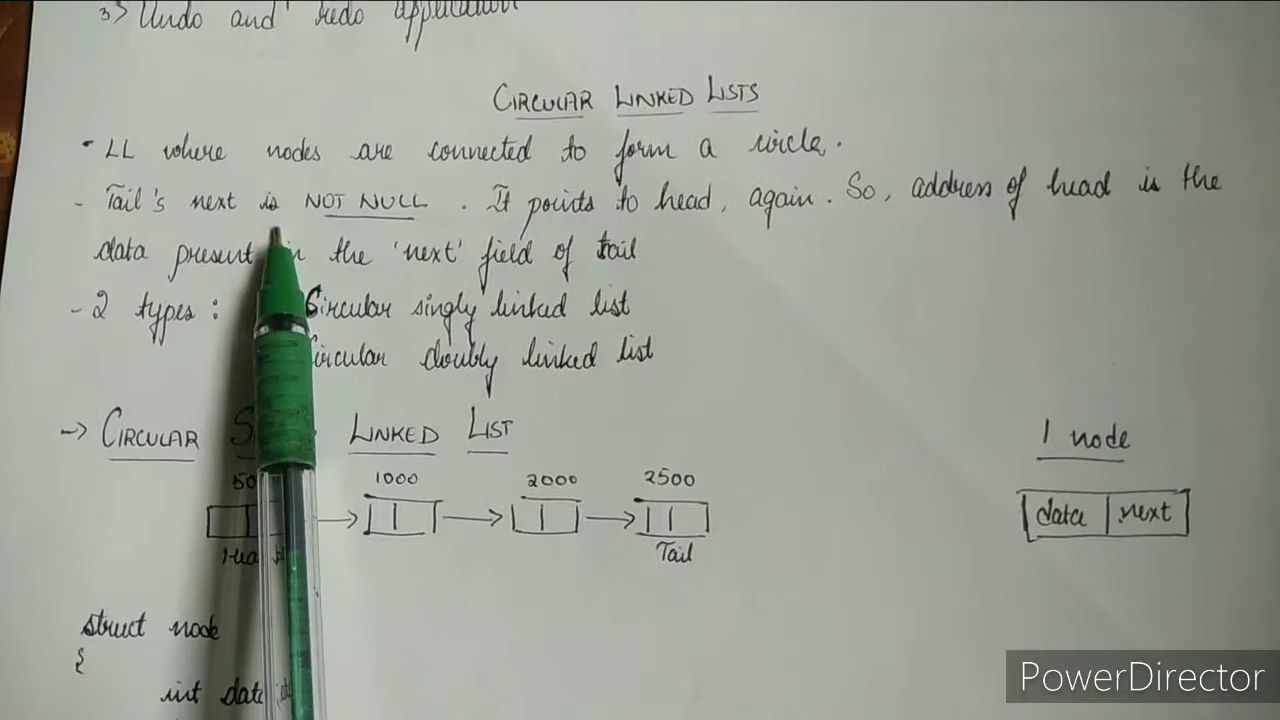 3> Undo and redo application
CIRCULAR LINKED LISTS
- LL where nodes are connected to form a circle.
- Tail's next is NOT NULL. It points to head, again. So, address of head is the
data present in the 'next' field of tail
- 2 types: Circular singly linked list
Circular doubly linked list
-> CIRCULAR LINKED LIST
1000 2000 2500
1 node
data next
Tail
struct node
{
int data
PowerDirector